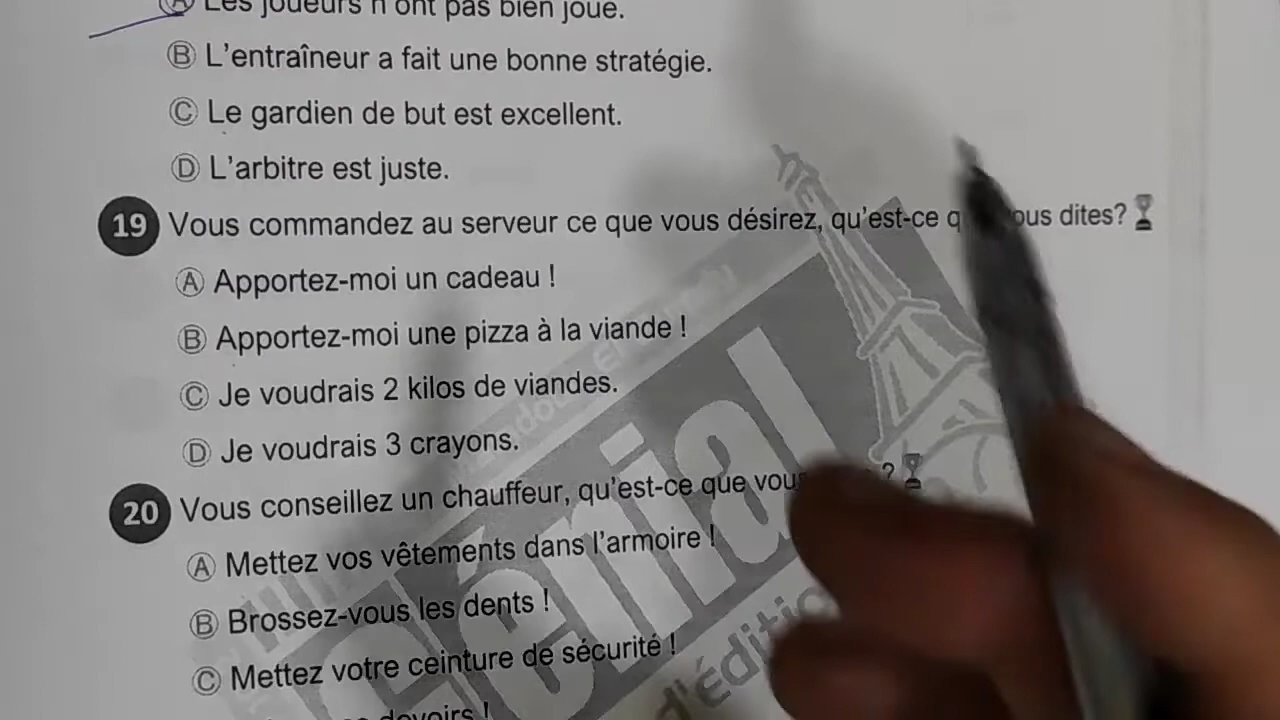 A Les joueurs n'ont pas bien joué.
B L'entraîneur a fait une bonne stratégie.
C Le gardien de but est excellent.
D L'arbitre est juste.
19 Vous commandez au serveur ce que vous désirez, qu'est-ce q ous dites?
A Apportez-moi un cadeau !
B Apportez-moi une pizza à la viande !
C Je voudrais 2 kilos de viandes.
D Je voudrais 3 crayons.
20 Vous conseillez un chauffeur, qu'est-ce que vous ?
A Mettez vos vêtements dans l'armoire !
B Brossez-vous les dents !
C Mettez votre ceinture de sécurité !
devoirs !
Génial
d'éditio